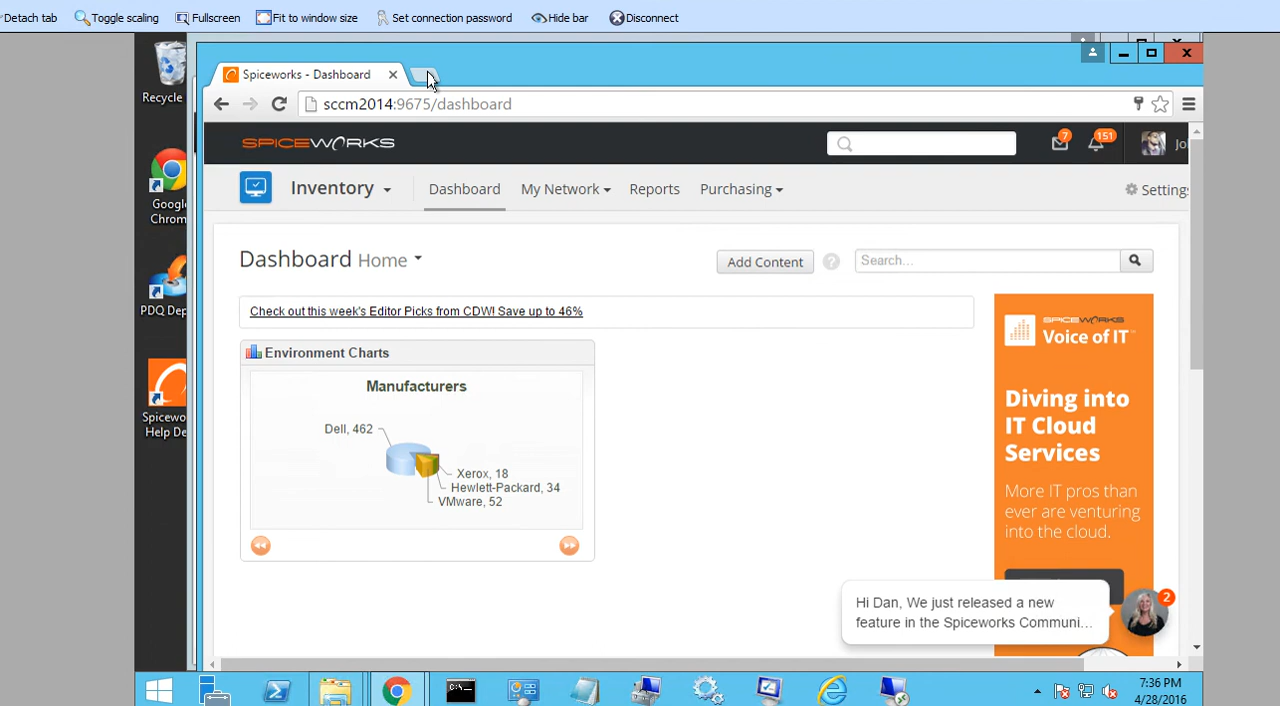 Detach tab Toggle scaling Fullscreen Fit to window size Set connection password Hide bar Disconnect
Spiceworks - Dashboard
sccm2014:9675/dashboard
SPICEWORKS 7 151 Jo
Inventory Dashboard My Network Reports Purchasing Settings
Dashboard Home Add Content ? Search...
Check out this week's Editor Picks from CDW! Save up to 46%
Environment Charts
Manufacturers
Dell, 462
Xerox, 18
Hewlett-Packard, 34
VMware, 52
SPICEWORKS
Voice of IT™
Diving into
IT Cloud
Services
More IT pros than
ever are venturing
into the cloud.
Hi Dan, We just released a new
feature in the Spiceworks Communi...
2
Recycle
Google
Chrom
PDQ Dep
Spicewo
Help De
7:36 PM
4/28/2016